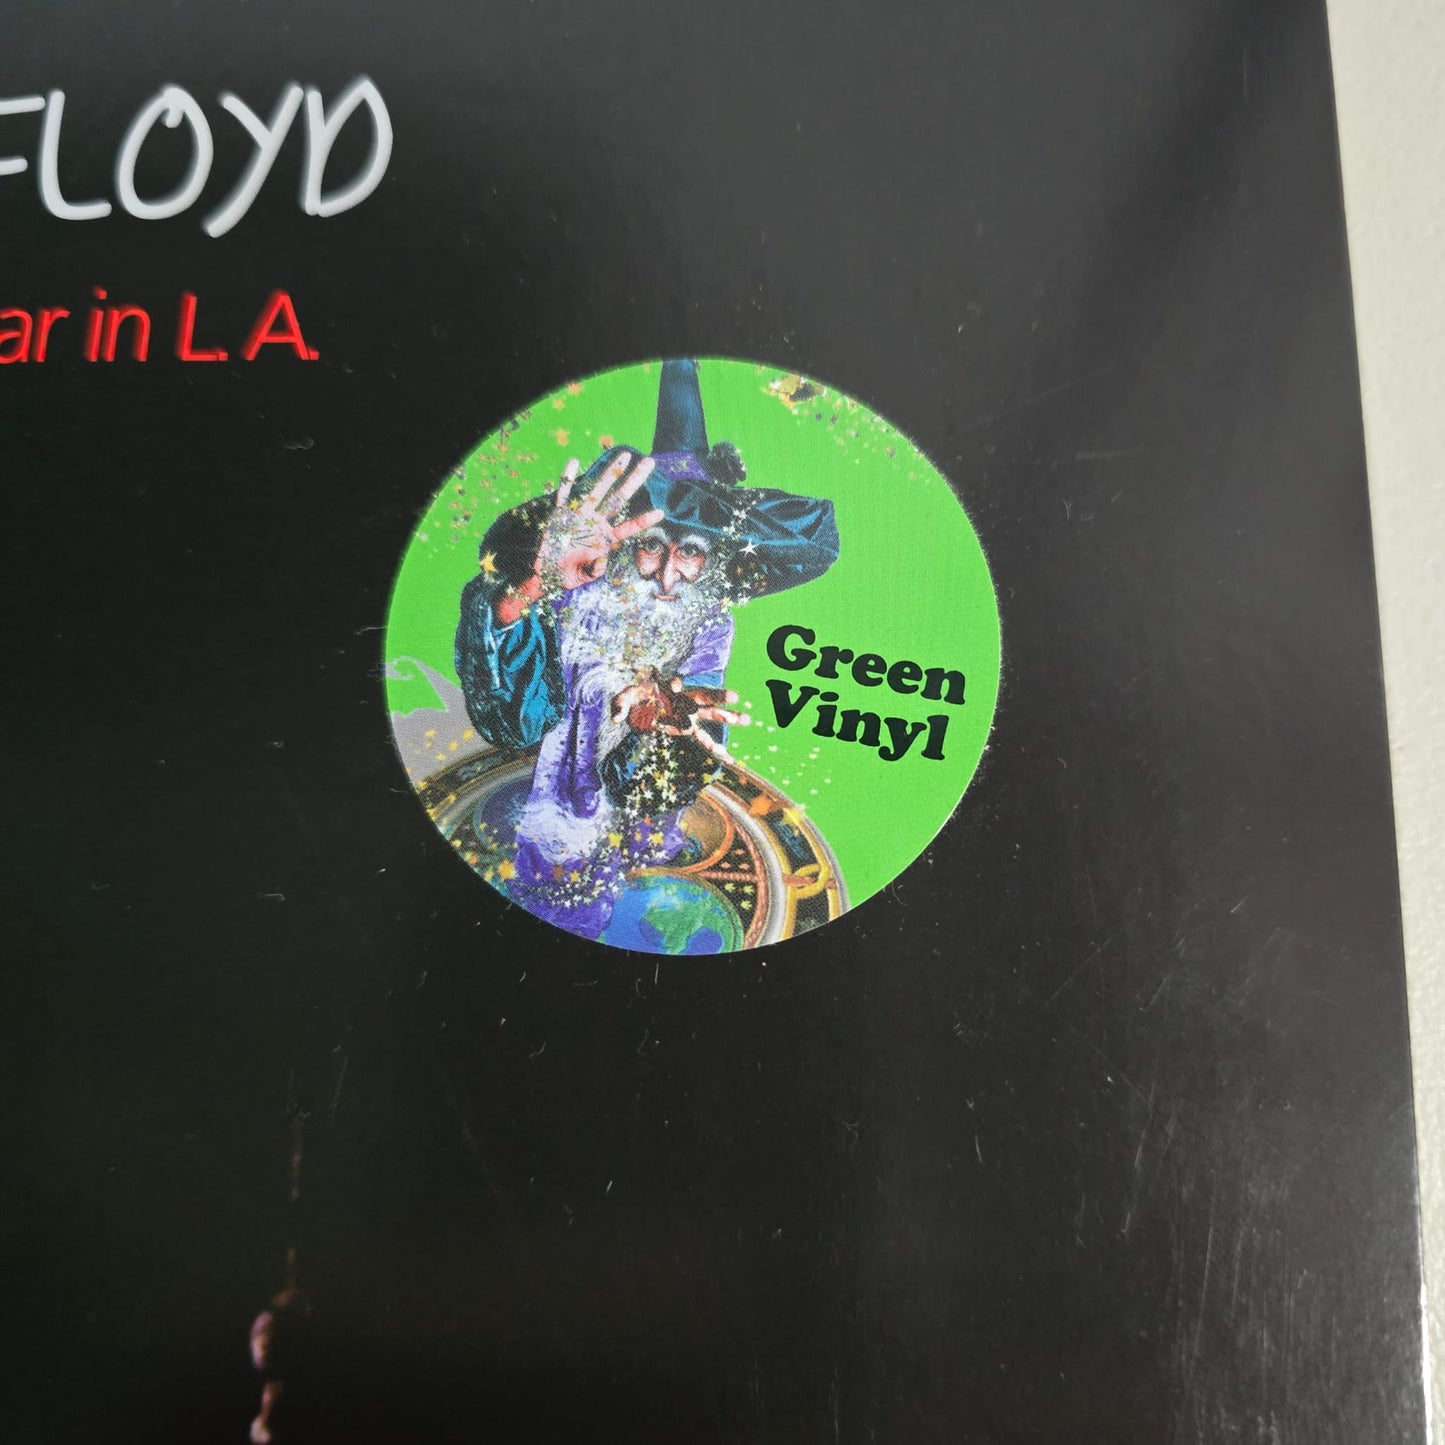 FLOYD
ar in L.A.
Green
Vinyl